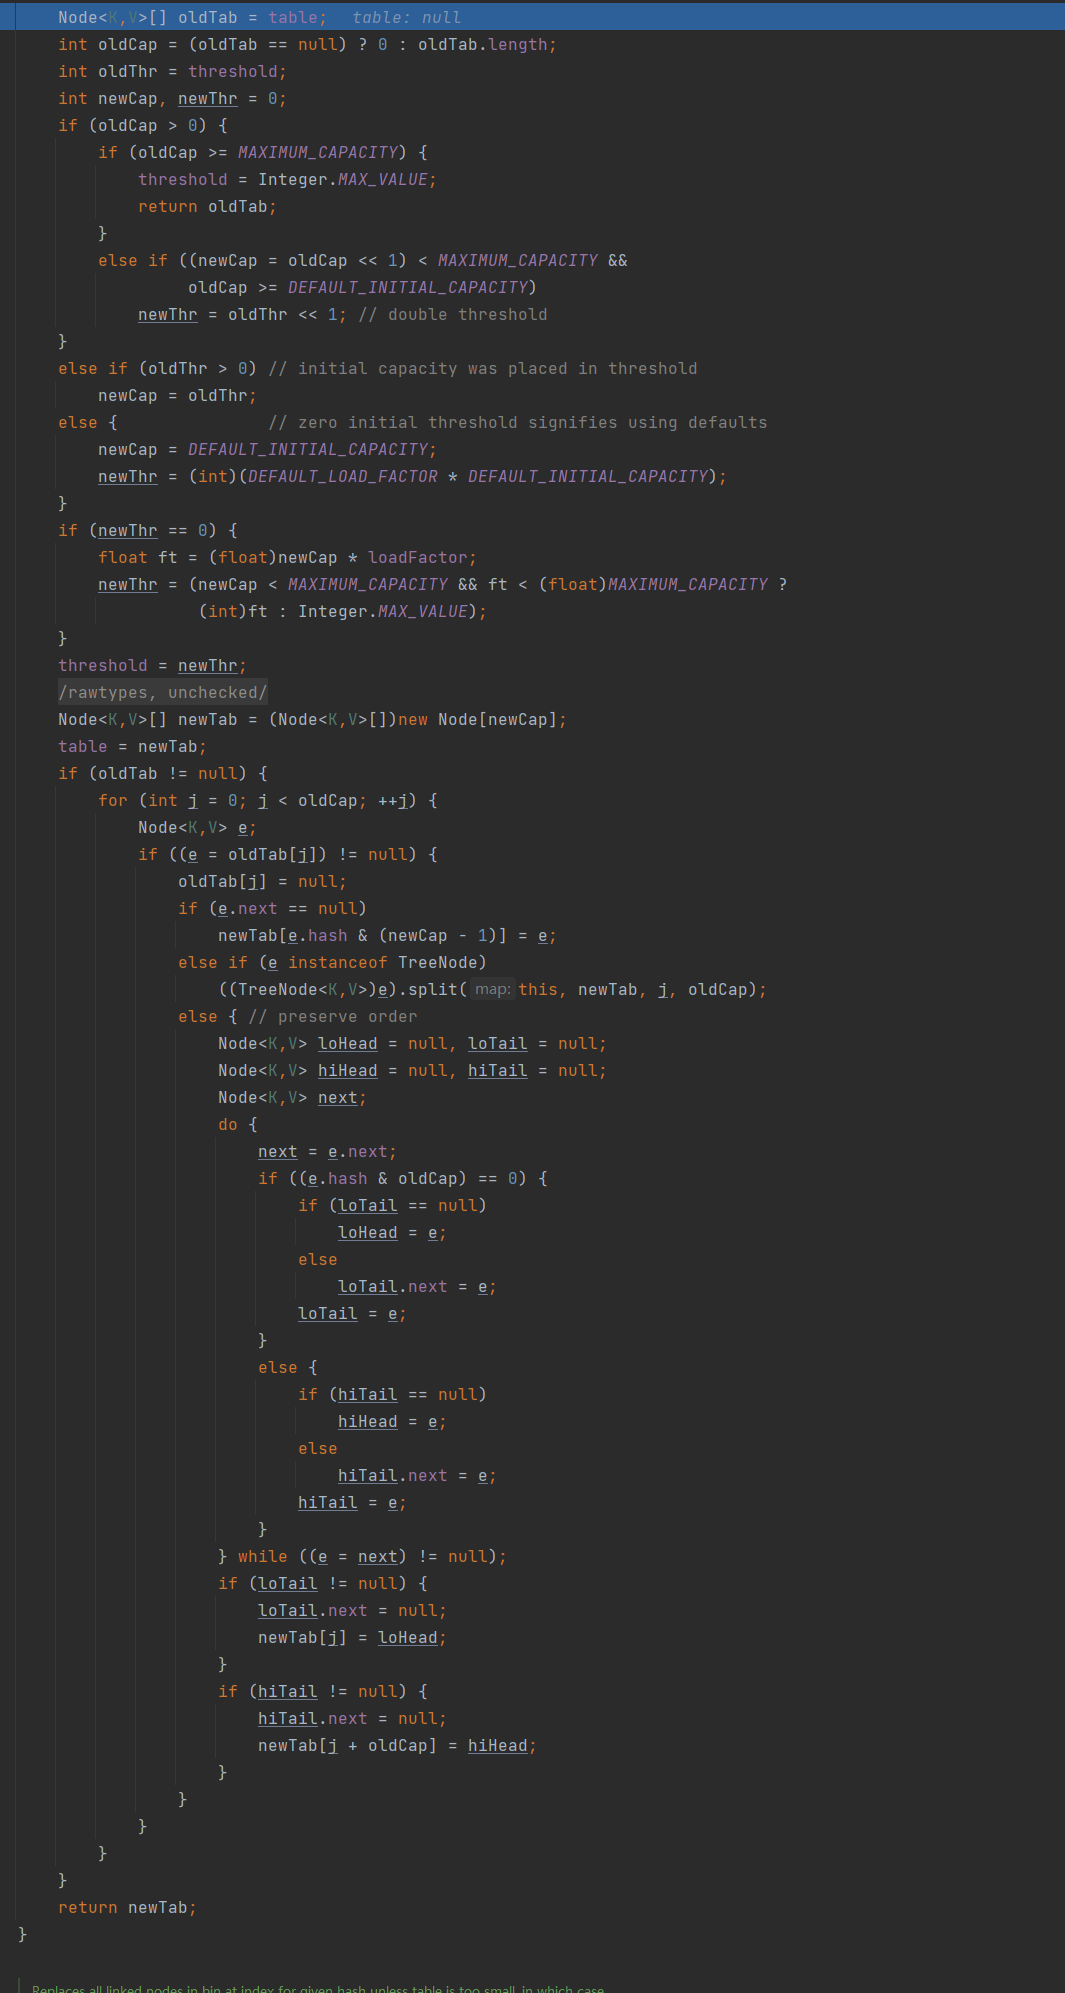 Node<K,V>[] oldTab = table;   table: null
int oldCap = (oldTab == null) ? 0 : oldTab.length;
int oldThr = threshold;
int newCap, newThr = 0;
if (oldCap > 0) {
    if (oldCap >= MAXIMUM_CAPACITY) {
        threshold = Integer.MAX_VALUE;
        return oldTab;
    }
    else if ((newCap = oldCap << 1) < MAXIMUM_CAPACITY &&
             oldCap >= DEFAULT_INITIAL_CAPACITY)
        newThr = oldThr << 1; // double threshold
}
else if (oldThr > 0) // initial capacity was placed in threshold
    newCap = oldThr;
else {               // zero initial threshold signifies using defaults
    newCap = DEFAULT_INITIAL_CAPACITY;
    newThr = (int)(DEFAULT_LOAD_FACTOR * DEFAULT_INITIAL_CAPACITY);
}
if (newThr == 0) {
    float ft = (float)newCap * loadFactor;
    newThr = (newCap < MAXIMUM_CAPACITY && ft < (float)MAXIMUM_CAPACITY ?
              (int)ft : Integer.MAX_VALUE);
}
threshold = newThr;
/rawtypes, unchecked/
Node<K,V>[] newTab = (Node<K,V>[])new Node[newCap];
table = newTab;
if (oldTab != null) {
    for (int j = 0; j < oldCap; ++j) {
        Node<K,V> e;
        if ((e = oldTab[j]) != null) {
            oldTab[j] = null;
            if (e.next == null)
                newTab[e.hash & (newCap - 1)] = e;
            else if (e instanceof TreeNode)
                ((TreeNode<K,V>)e).split( map: this, newTab, j, oldCap);
            else { // preserve order
                Node<K,V> loHead = null, loTail = null;
                Node<K,V> hiHead = null, hiTail = null;
                Node<K,V> next;
                do {
                    next = e.next;
                    if ((e.hash & oldCap) == 0) {
                        if (loTail == null)
                            loHead = e;
                        else
                            loTail.next = e;
                        loTail = e;
                    }
                    else {
                        if (hiTail == null)
                            hiHead = e;
                        else
                            hiTail.next = e;
                        hiTail = e;
                    }
                } while ((e = next) != null);
                if (loTail != null) {
                    loTail.next = null;
                    newTab[j] = loHead;
                }
                if (hiTail != null) {
                    hiTail.next = null;
                    newTab[j + oldCap] = hiHead;
                }
            }
        }
    }
}
return newTab;
}
Replaces all linked nodes in bin at index for given hash unless table is too small, in which case